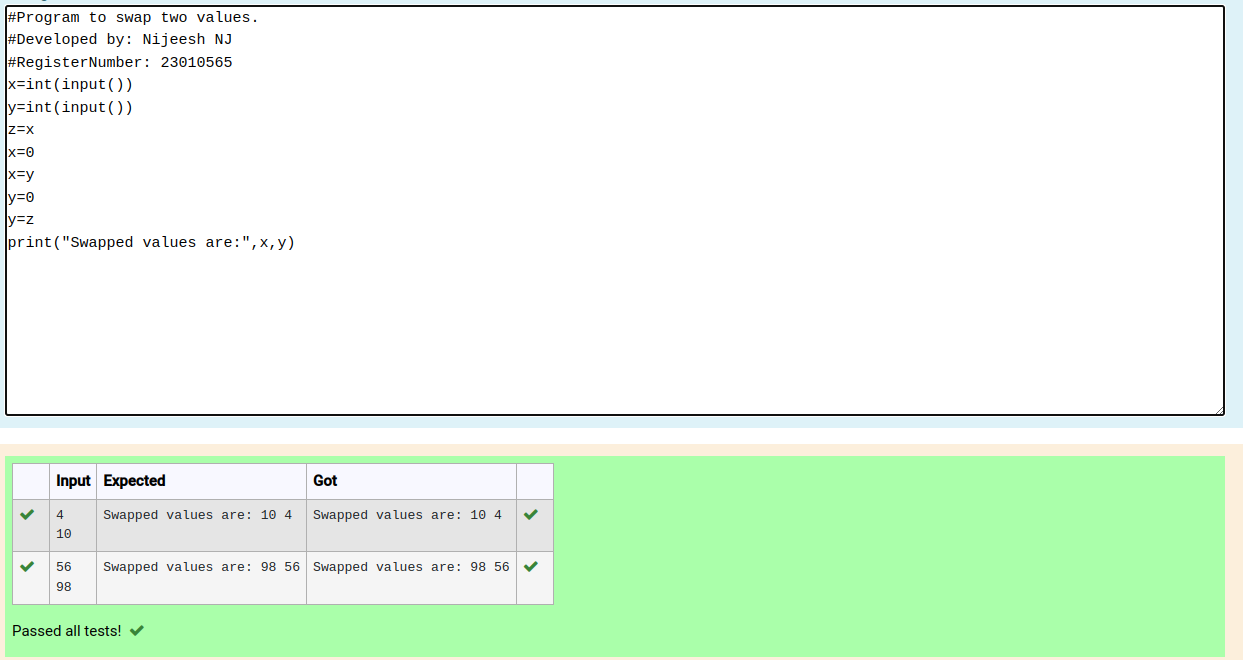 #Program to swap two values.
#Developed by: Nijeesh NJ
#RegisterNumber: 23010565
x=int(input())
y=int(input())
z=x
x=0
x=y
y=0
y=z
print("Swapped values are:",x,y)
Input Expected Got
4 Swapped values are: 10 4 Swapped values are: 10 4
10
56 Swapped values are: 98 56 Swapped values are: 98 56
98
Passed all tests!